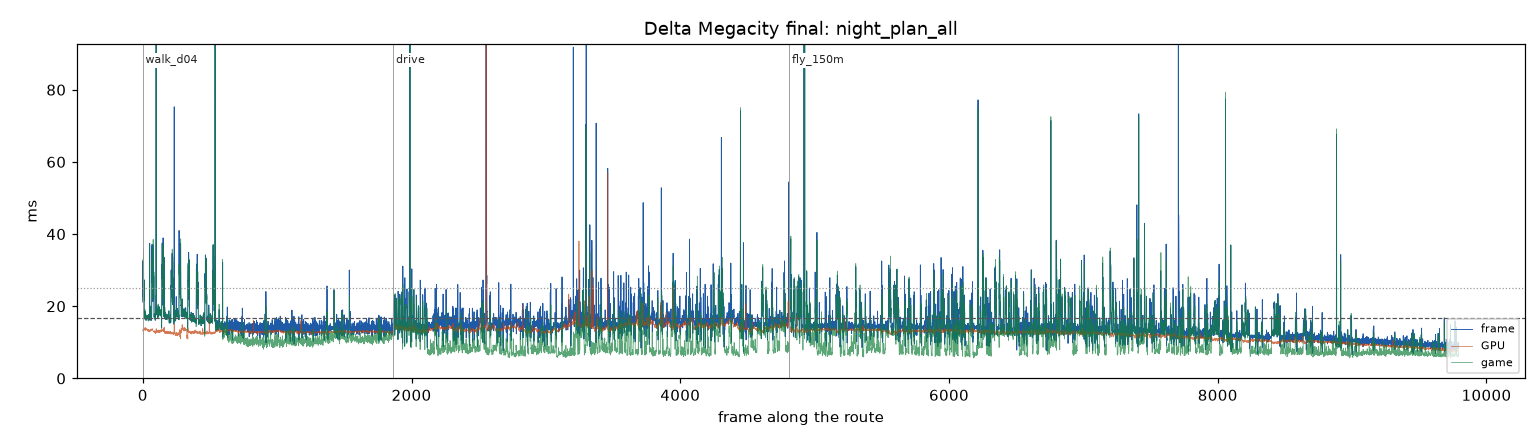 Delta Megacity final: night_plan_all
walk_d04
drive
fly_150m
80
60
40
20
0
ms
frame
GPU
game
0
2000
4000
6000
8000
10000
frame along the route